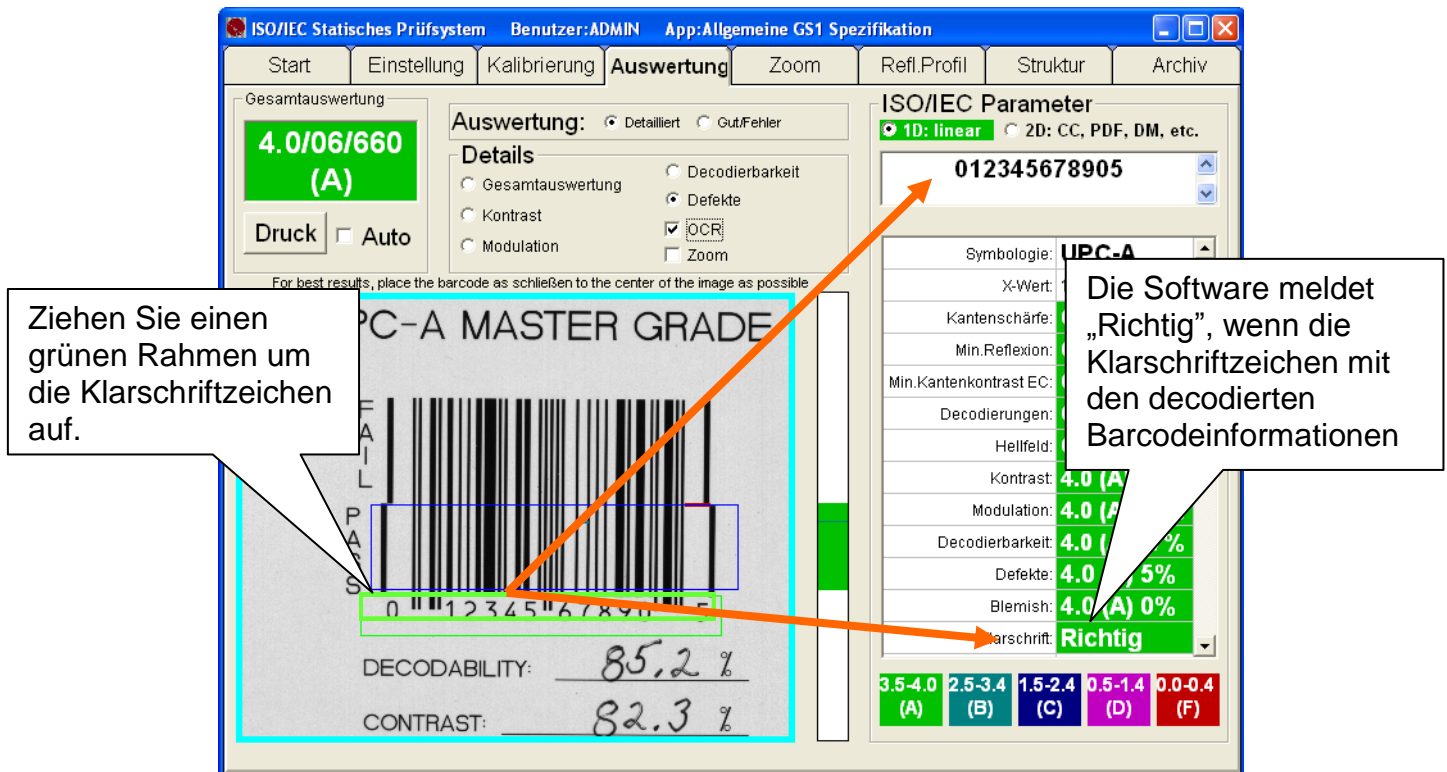 ISO/IEC Statisches Prüfsystem Benutzer:ADMIN App:Allgemeine GS1 Spezifikation
Start Einstellung Kalibrierung Auswertung Zoom Refl.Profil Struktur Archiv
Gesamtauswertung
4.0/06/660
(A)
Druck Auto
Auswertung: Detailliert Gut/Fehler
Details
Gesamtauswertung
Kontrast
Modulation
Decodierbarkeit
Defekte
OCR
Zoom
For best results, place the barcode as schließen to the center of the image as possible
ISO/IEC Parameter
1D: linear 2D: CC, PDF, DM, etc.
012345678905
Symbologie: UPC-A
X-Wert:
Kantenschärfe:
Min.Reflexion:
Min.Kantenkontrast EC:
Decodierungen:
Hellfeld:
Kontrast: 4.0
Modulation: 4.0
Decodierbarkeit: 4.0 %
Defekte: 4.0 5%
Blemish: 4.0 (A) 0%
Richtig
3.5-4.0 2.5-3.4 1.5-2.4 0.5-1.4 0.0-0.4
(A) (B) (C) (D) (F)
Ziehen Sie einen
grünen Rahmen um
die Klarschriftzeichen
auf.
Die Software meldet
„Richtig”, wenn die
Klarschriftzeichen mit
den decodierten
Barcodeinformationen
MASTER GRADE
FAIL
PASS
0 12345 67890 5
DECODABILITY: 85.2 %
CONTRAST: 82.3 %